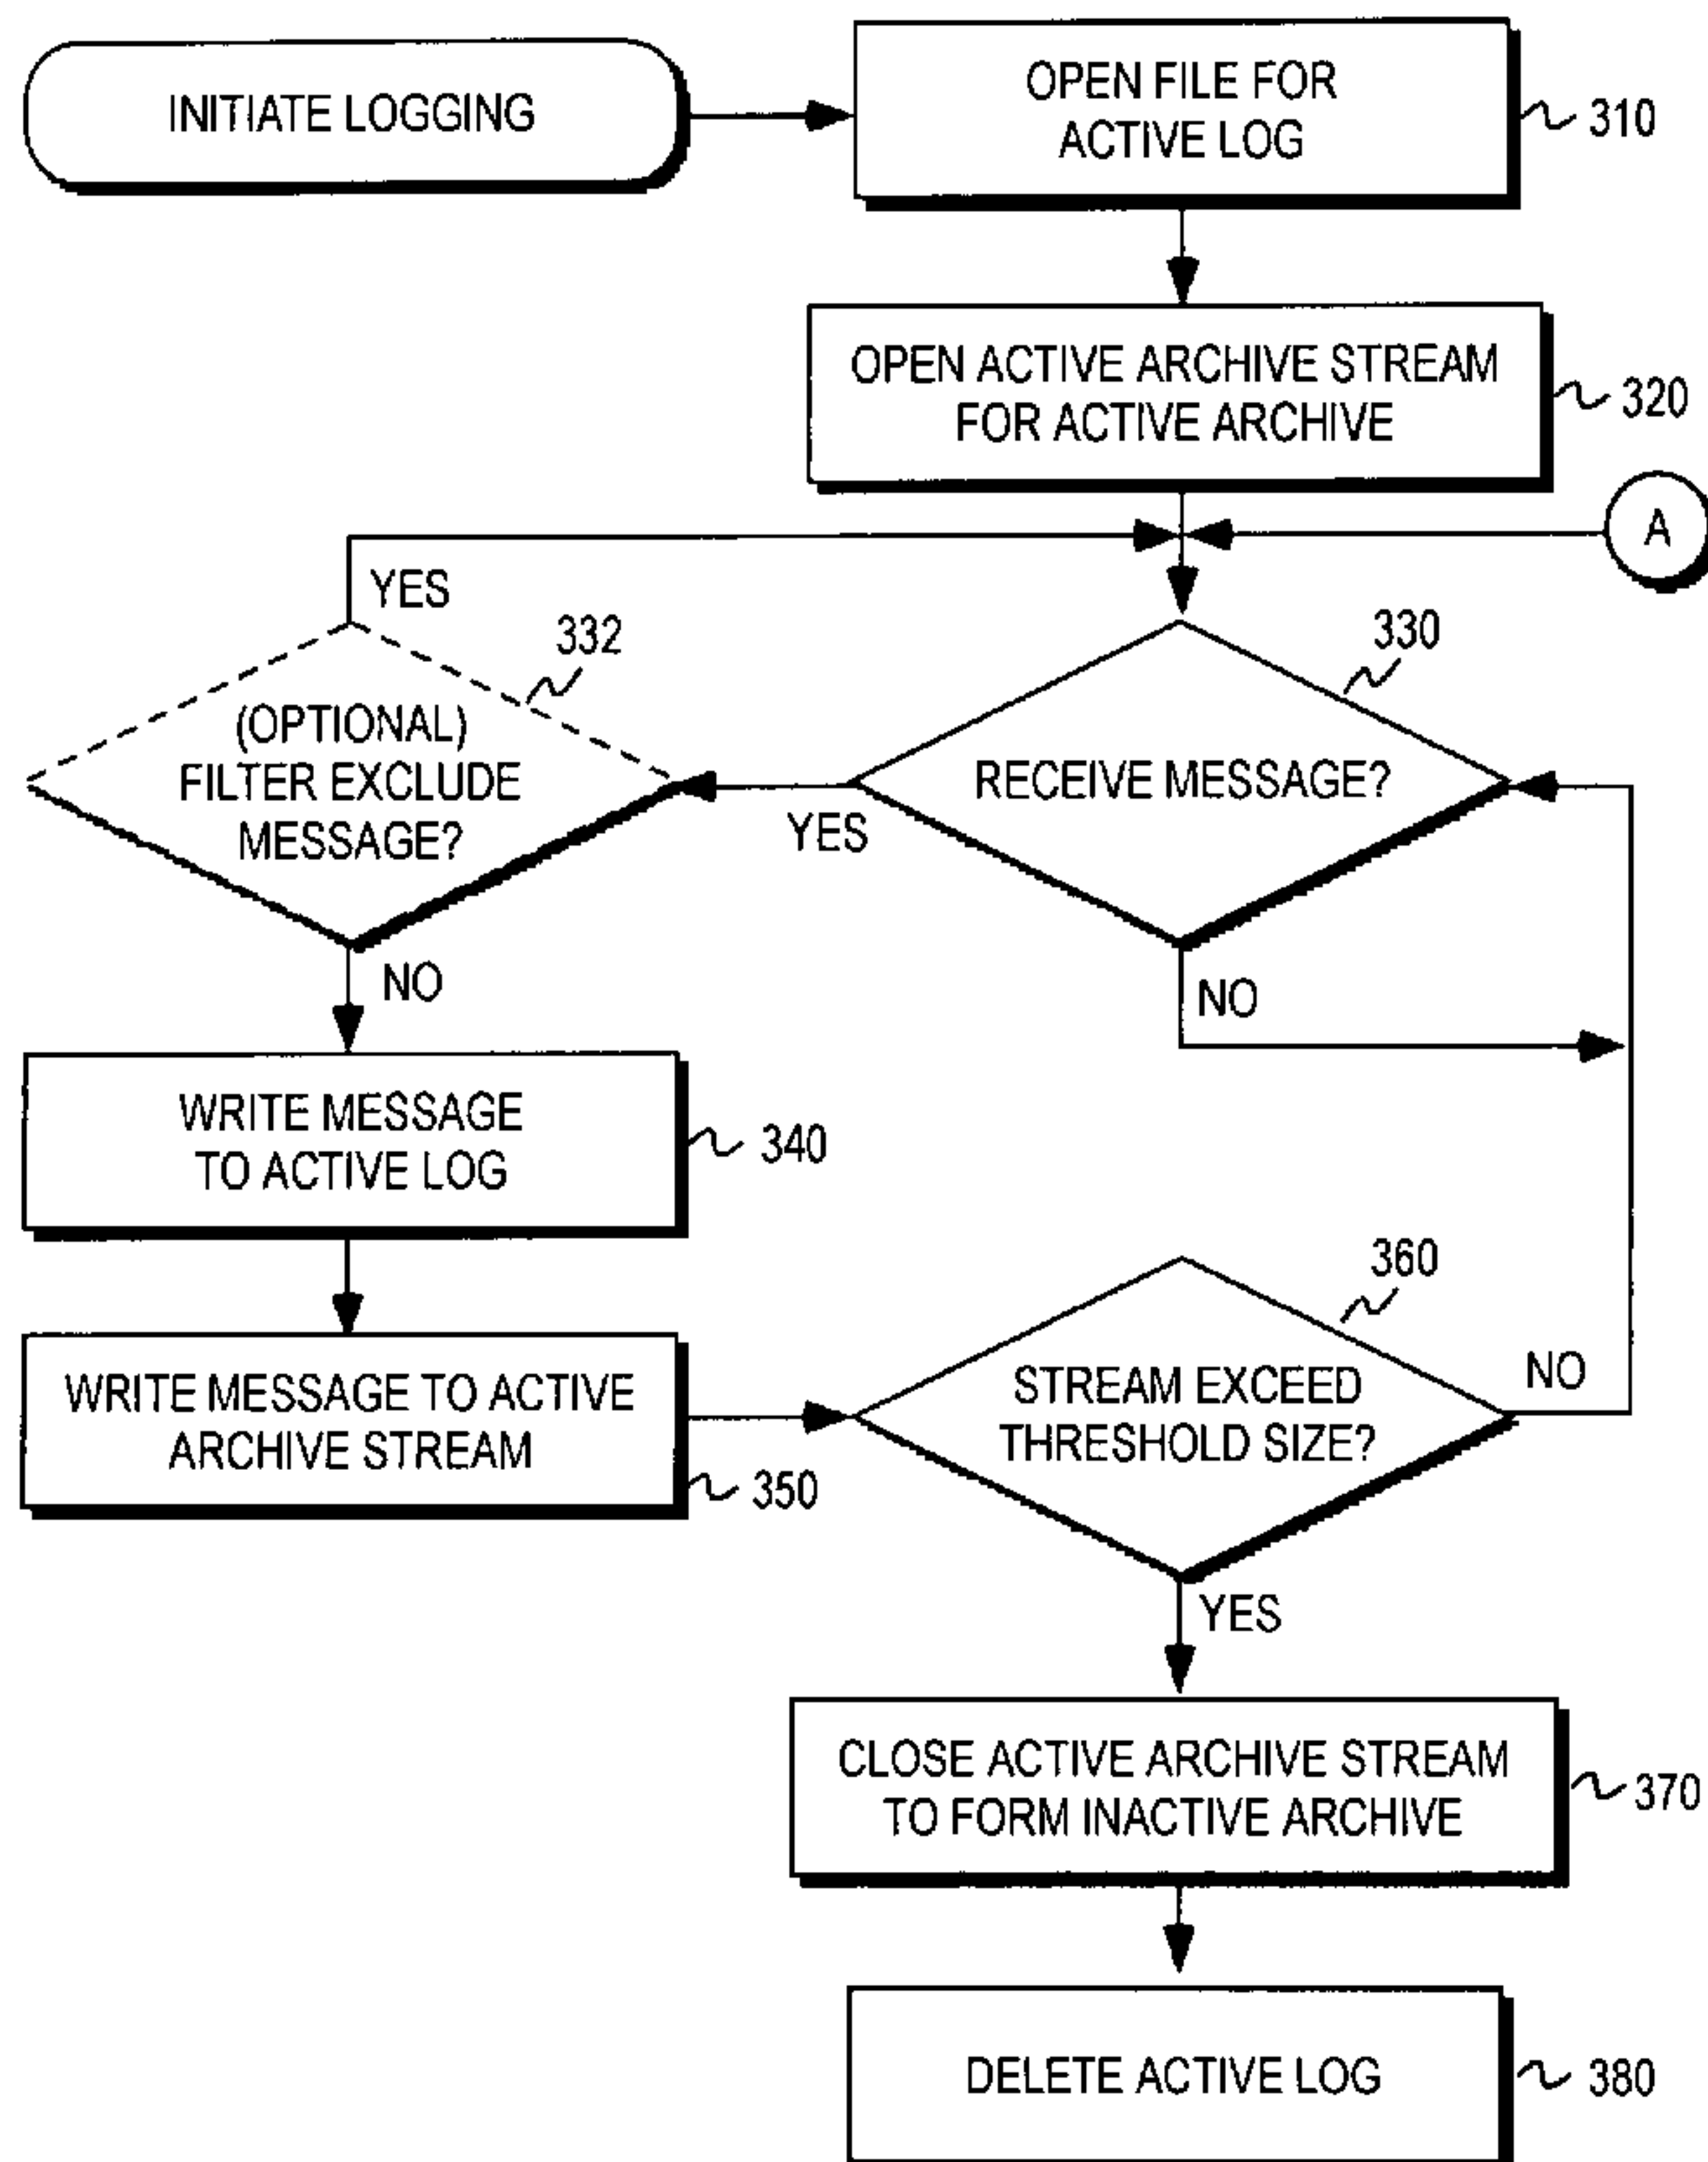 INITIATE LOGGING
OPEN FILE FOR
ACTIVE LOG
310
OPEN ACTIVE ARCHIVE STREAM
FOR ACTIVE ARCHIVE
320
A
YES
332
330
(OPTIONAL)
FILTER EXCLUDE
MESSAGE?
RECEIVE MESSAGE?
YES
NO
NO
WRITE MESSAGE
TO ACTIVE LOG
340
360
WRITE MESSAGE TO ACTIVE
ARCHIVE STREAM
350
STREAM EXCEED
THRESHOLD SIZE?
NO
YES
CLOSE ACTIVE ARCHIVE STREAM
TO FORM INACTIVE ARCHIVE
370
DELETE ACTIVE LOG
380